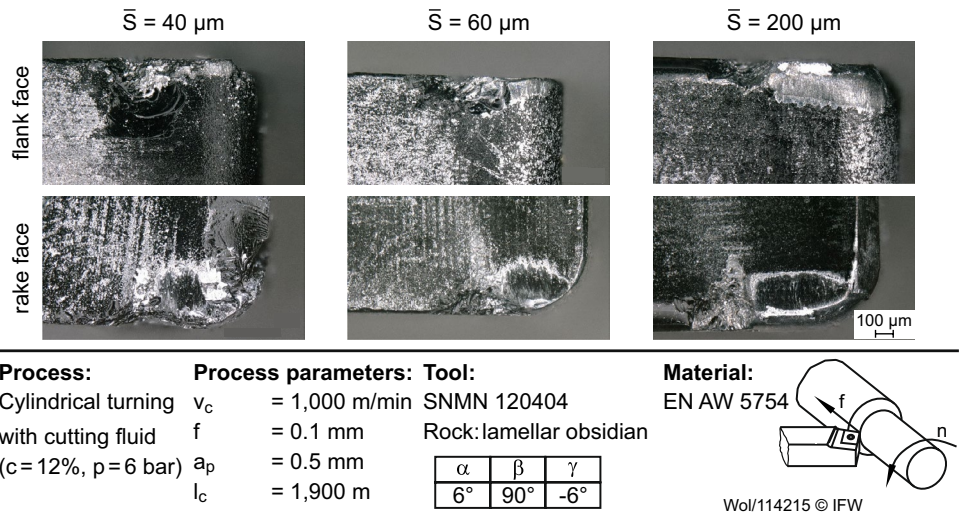 S̅ = 40 µm
S̅ = 60 µm
S̅ = 200 µm
flank face
rake face
100 µm
Process:
Cylindrical turning
with cutting fluid
(c = 12%, p = 6 bar)
Process parameters:
vc = 1,000 m/min
f = 0.1 mm
ap = 0.5 mm
lc = 1,900 m
Tool:
SNMN 120404
Rock: lamellar obsidian
α β γ
6° 90° -6°
Material:
EN AW 5754
f
n
Wol/114215 © IFW